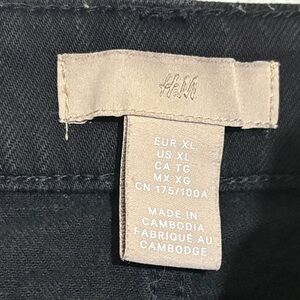 H&M
EUR XL
US XL
CA TG
MX XG
CN 175/100A
MADE IN
CAMBODIA
FABRIQUÉ AU
CAMBODGE